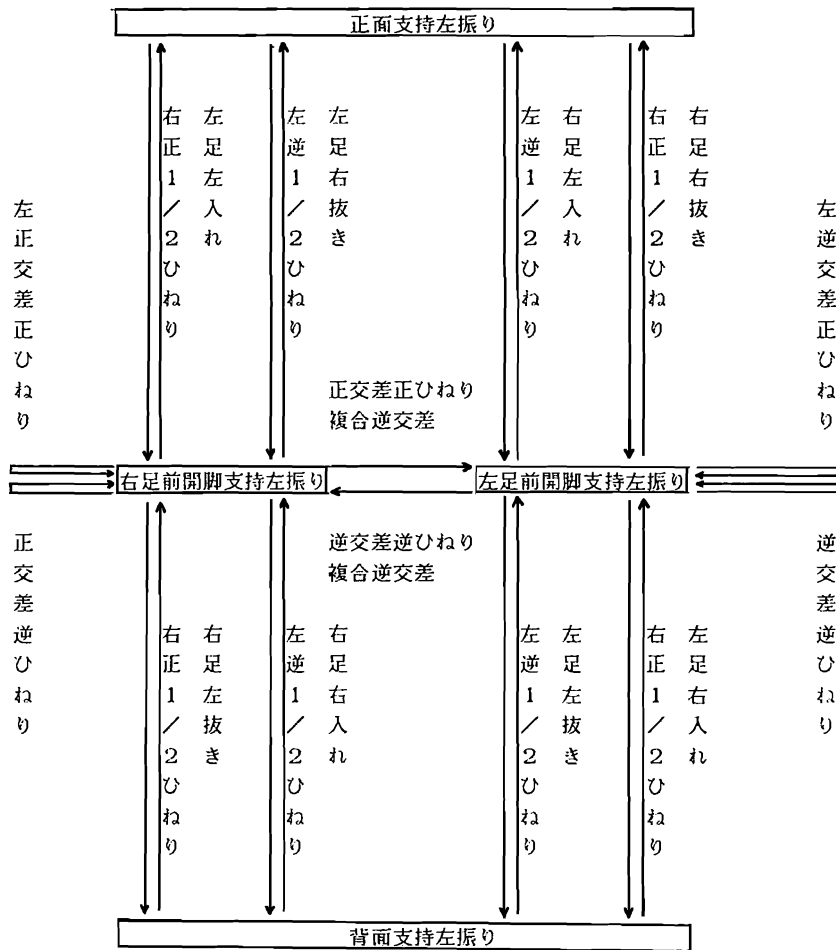 正面支持左振り
左足左入れ
右正1/2ひねり
左足右抜き
左逆1/2ひねり
右足左入れ
左逆1/2ひねり
右足右抜き
右正1/2ひねり
左正交差正ひねり
左逆交差正ひねり
正交差正ひねり
複合逆交差
右足前開脚支持左振り
左足前開脚支持左振り
逆交差逆ひねり
複合逆交差
正交差逆ひねり
逆交差逆ひねり
右足左抜き
右正1/2ひねり
右足右入れ
左逆1/2ひねり
左足左抜き
左逆1/2ひねり
左足右入れ
右正1/2ひねり
背面支持左振り